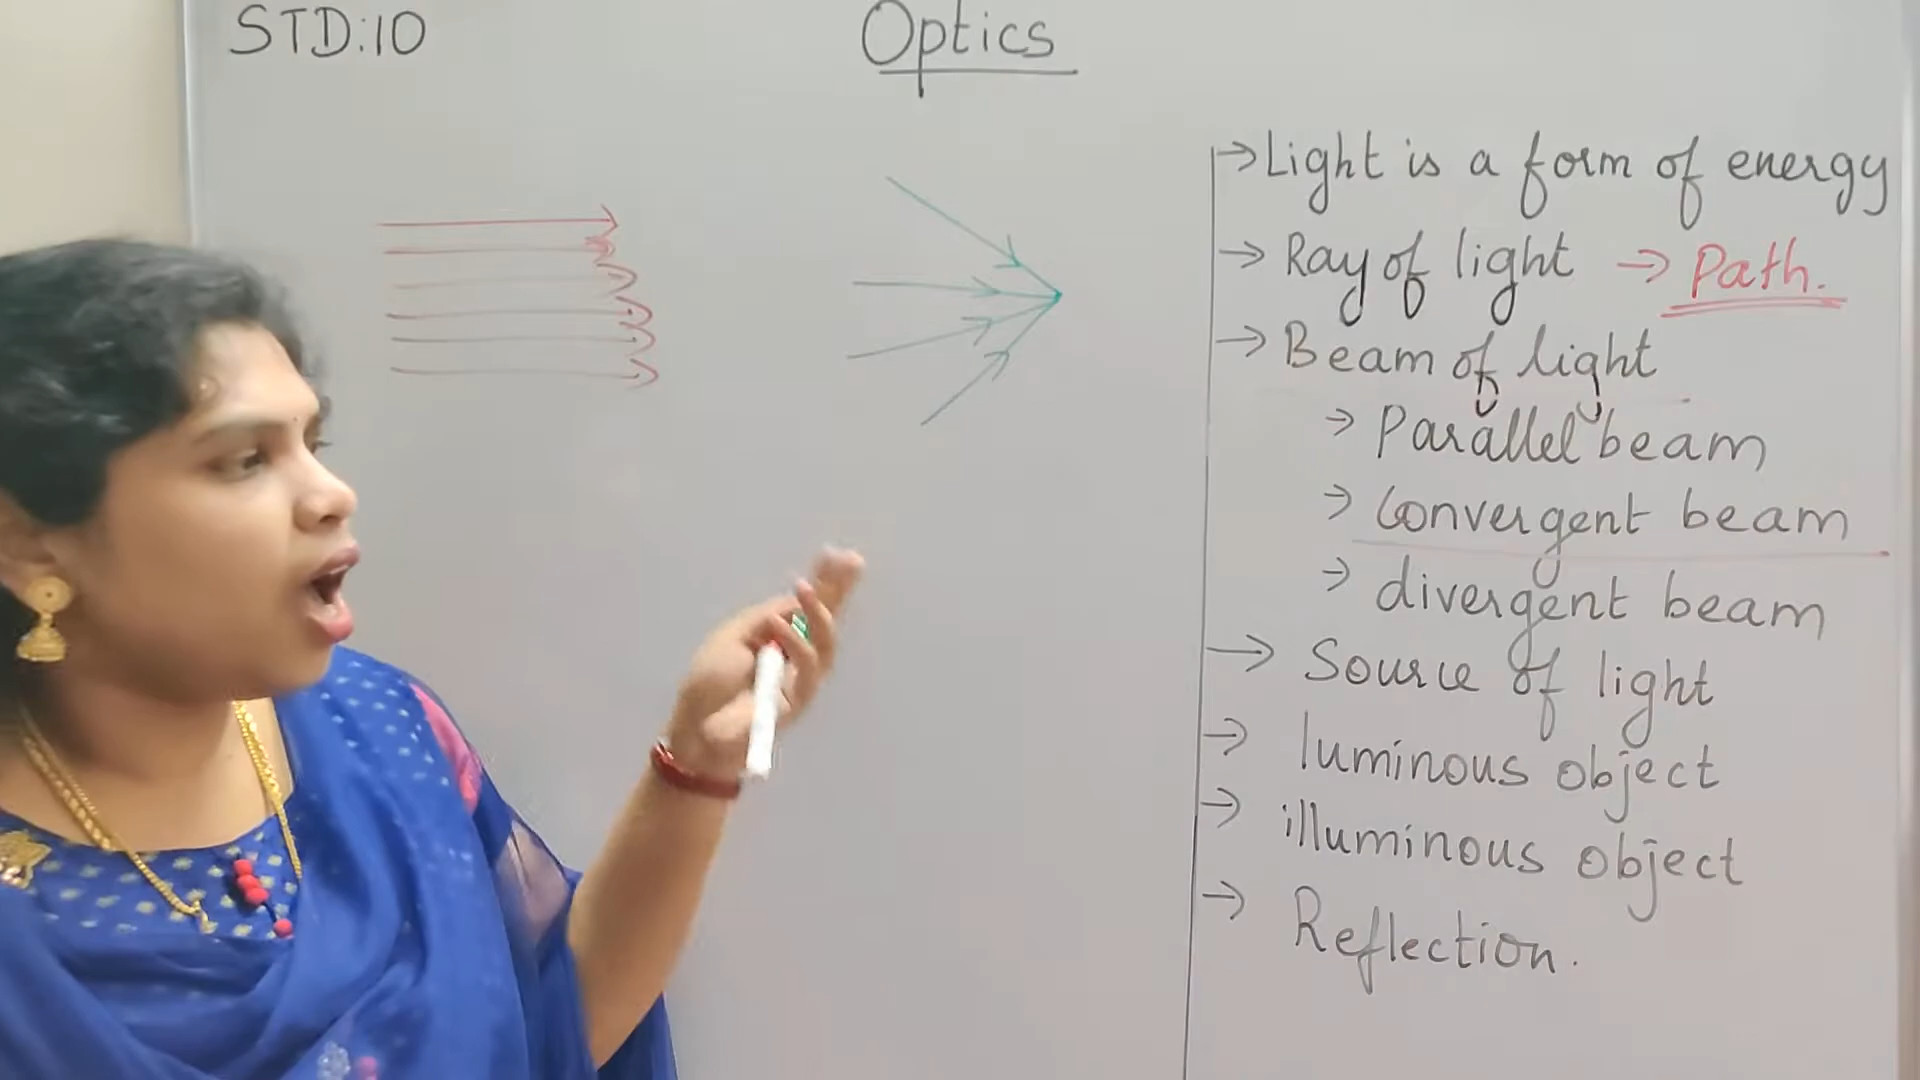 STD:10
Optics
→Light is a form of energy
→ Ray of light → Path.
→ Beam of light
→ Parallel beam
→ Convergent beam
→ divergent beam
→ Source of light
→ luminous object
→ illuminous object
→ Reflection.